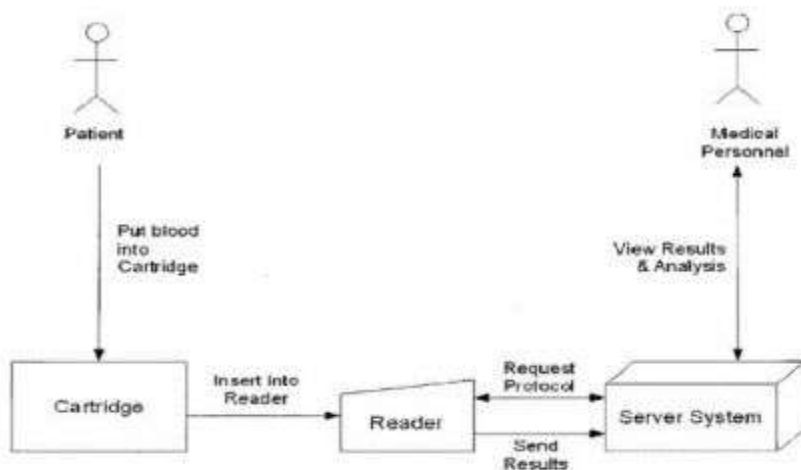 Patient
Medical
Personnel
Put blood
into
Cartridge
View Results
& Analysis
Cartridge
Insert Into
Reader
Reader
Request
Protocol
Send
Results
Server System